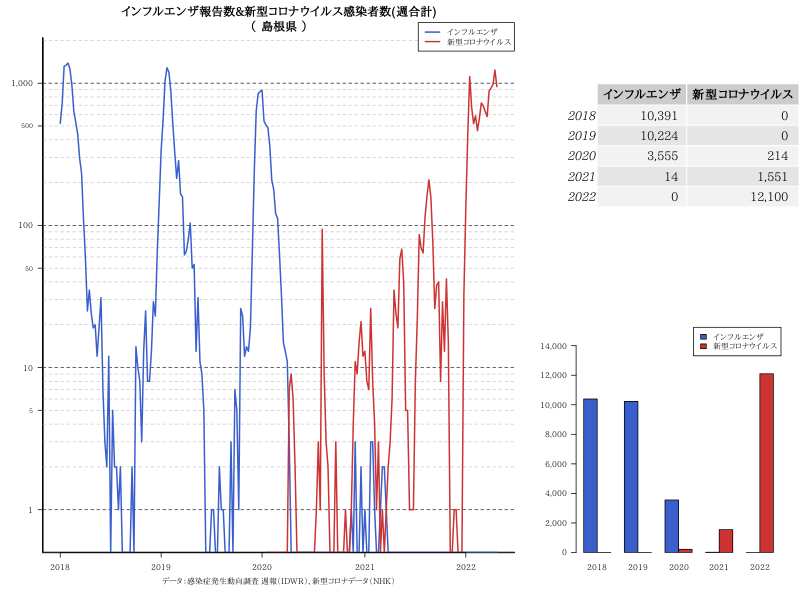 インフルエンザ報告数&新型コロナウイルス感染者数(週合計)
( 島根県 )
インフルエンザ
新型コロナウイルス
1,000
500
100
50
10
5
1
2018 2019 2020 2021 2022
データ:感染症発生動向調査 週報(IDWR)、新型コロナデータ(NHK)
インフルエンザ 新型コロナウイルス
2018 10,391 0
2019 10,224 0
2020 3,555 214
2021 14 1,551
2022 0 12,100
インフルエンザ
新型コロナウイルス
14,000
12,000
10,000
8,000
6,000
4,000
2,000
0
2018 2019 2020 2021 2022